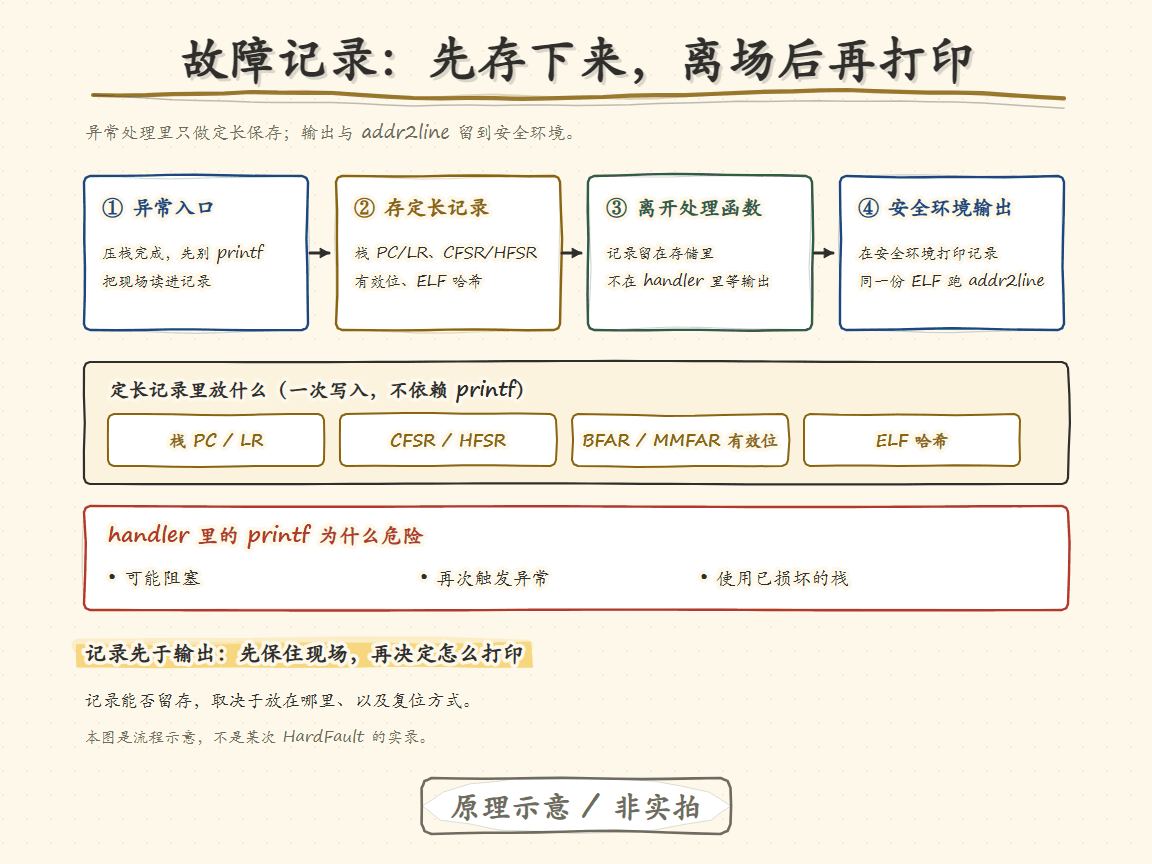 故障记录：先存下来，离场后再打印
异常处理里只做定长保存；输出与 addr2line 留到安全环境。
① 异常入口
压栈完成，先别 printf
把现场读进记录
② 存定长记录
栈 PC/LR、CFSR/HFSR
有效位、ELF 哈希
③ 离开处理函数
记录留在存储里
不在 handler 里等输出
④ 安全环境输出
在安全环境打印记录
同一份 ELF 跑 addr2line
定长记录里放什么（一次写入，不依赖 printf）
栈 PC / LR
CFSR / HFSR
BFAR / MMFAR 有效位
ELF 哈希
handler 里的 printf 为什么危险
• 可能阻塞
• 再次触发异常
• 使用已损坏的栈
记录先于输出：先保住现场，再决定怎么打印
记录能否留存，取决于放在哪里、以及复位方式。
本图是流程示意，不是某次 HardFault 的实录。
原理示意 / 非实拍